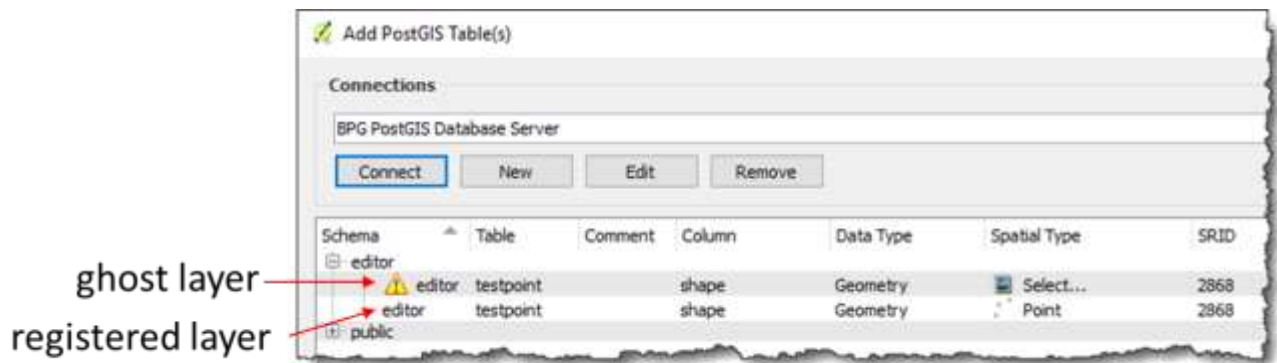 Add PostGIS Table(s)
Connections
BPG PostGIS Database Server
Connect New Edit Remove
Schema Table Comment Column Data Type Spatial Type SRID
editor
ghost layer editor testpoint shape Geometry Select... 2868
registered layer editor testpoint shape Geometry Point 2868
public